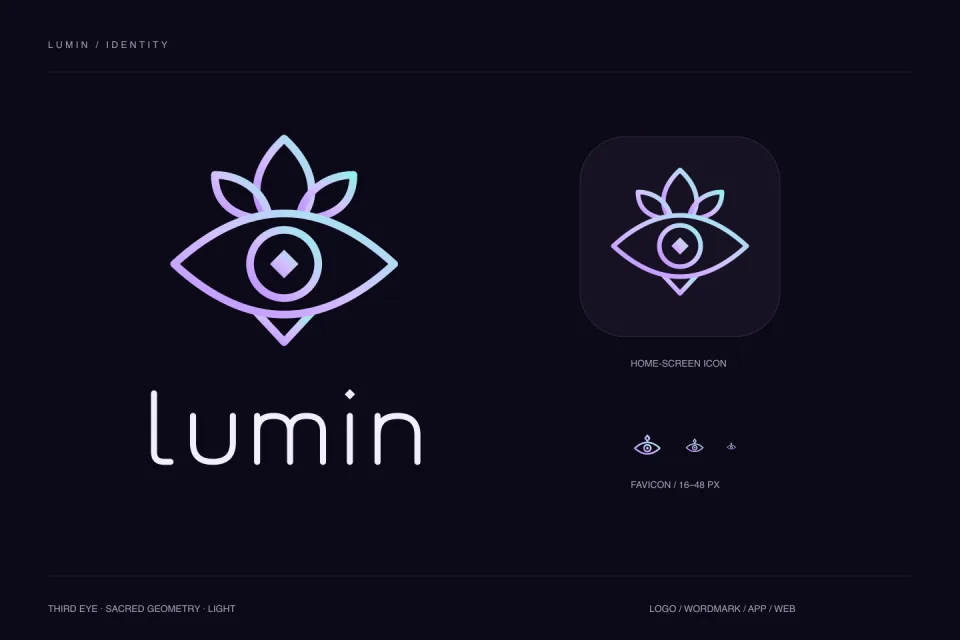 LUMIN / IDENTITY
lumin
HOME-SCREEN ICON
FAVICON / 16–48 PX
THIRD EYE · SACRED GEOMETRY · LIGHT
LOGO / WORDMARK / APP / WEB